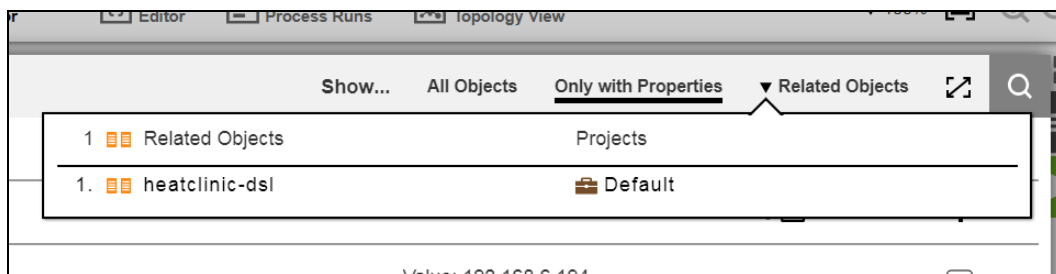 Editor Process Runs Topology View
Show... All Objects Only with Properties ▼ Related Objects
1 Related Objects Projects
1. heatclinic-dsl Default